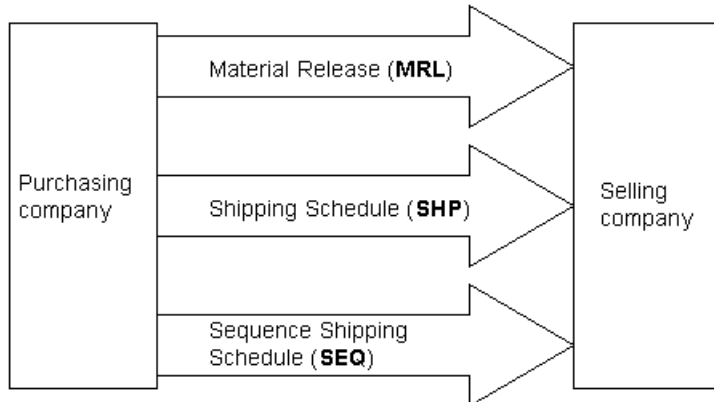 Material Release (MRL)
Purchasing
company
Shipping Schedule (SHP)
Selling
company
Sequence Shipping
Schedule (SEQ)